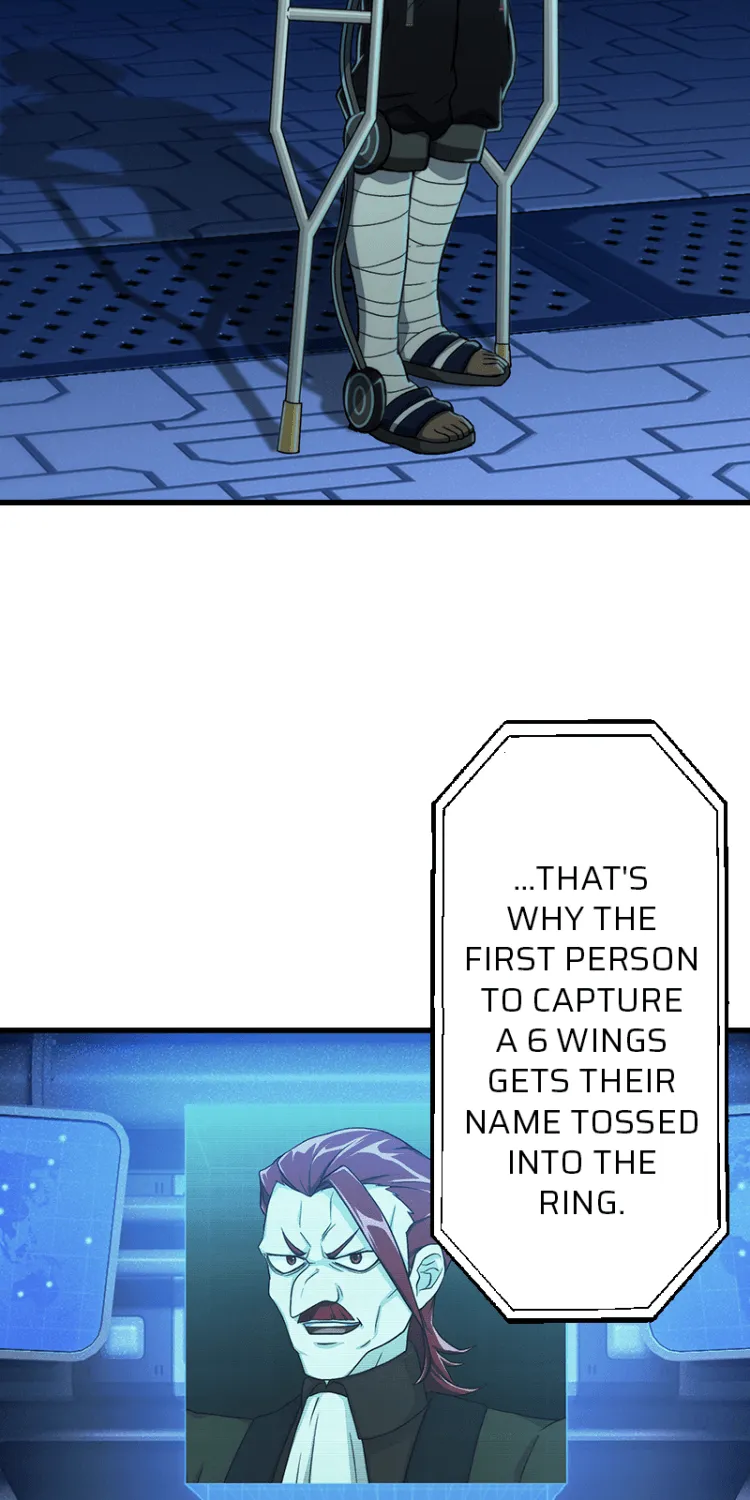 ...THAT'S
WHY THE
FIRST PERSON
TO CAPTURE
A 6 WINGS
GETS THEIR
NAME TOSSED
INTO THE
RING.